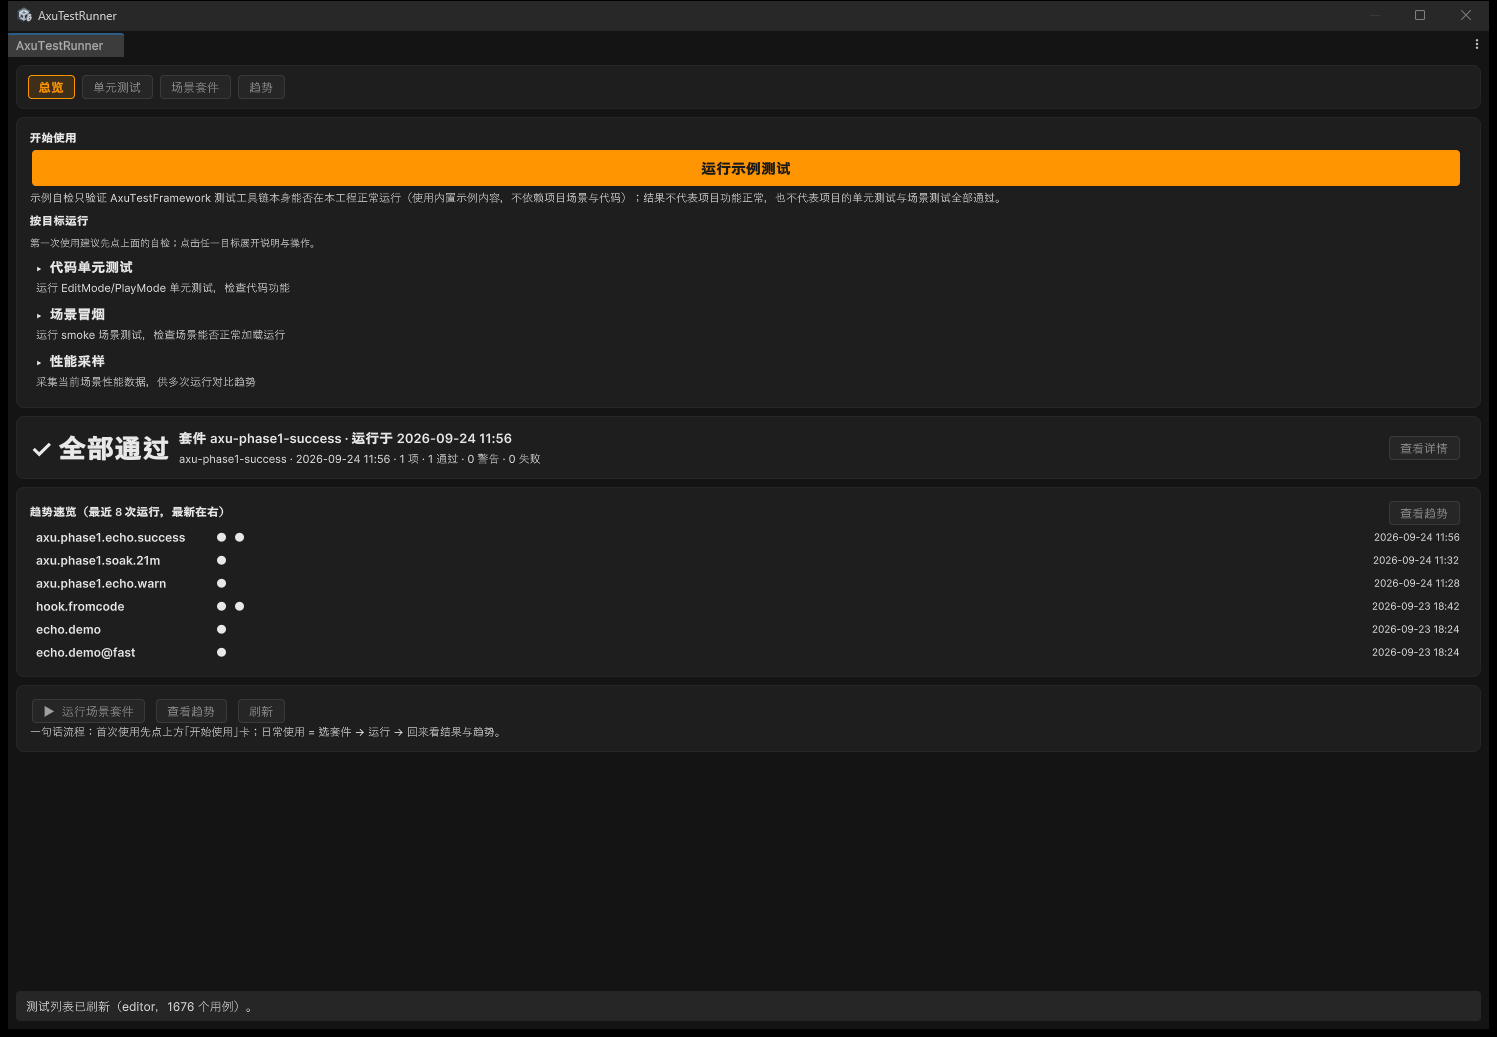 AxuTestRunner
AxuTestRunner
总览 单元测试 场景套件 趋势
开始使用
运行示例测试
示例自检只验证 AxuTestFramework 测试工具链本身能否在本工程正常运行（使用内置示例内容，不依赖项目场景与代码）；结果不代表项目功能正常，也不代表项目的单元测试与场景测试全部通过。
按目标运行
第一次使用建议先点上面的自检；点击任一目标展开说明与操作。
▸ 代码单元测试
运行 EditMode/PlayMode 单元测试，检查代码功能
▸ 场景冒烟
运行 smoke 场景测试，检查场景能否正常加载运行
▸ 性能采样
采集当前场景性能数据，供多次运行对比趋势
✓ 全部通过
套件 axu-phase1-success · 运行于 2026-09-24 11:56
axu-phase1-success · 2026-09-24 11:56 · 1 项 · 1 通过 · 0 警告 · 0 失败
查看详情
趋势速览（最近 8 次运行，最新在右）
查看趋势
axu.phase1.echo.success ● ● 2026-09-24 11:56
axu.phase1.soak.21m ● 2026-09-24 11:32
axu.phase1.echo.warn ● 2026-09-24 11:28
hook.fromcode ● ● 2026-09-23 18:42
echo.demo ● 2026-09-23 18:24
echo.demo@fast ● 2026-09-23 18:24
▶ 运行场景套件 查看趋势 刷新
一句话流程：首次使用先点上方「开始使用」卡；日常使用 = 选套件 → 运行 → 回来看结果与趋势。
测试列表已刷新（editor，1676 个用例）。